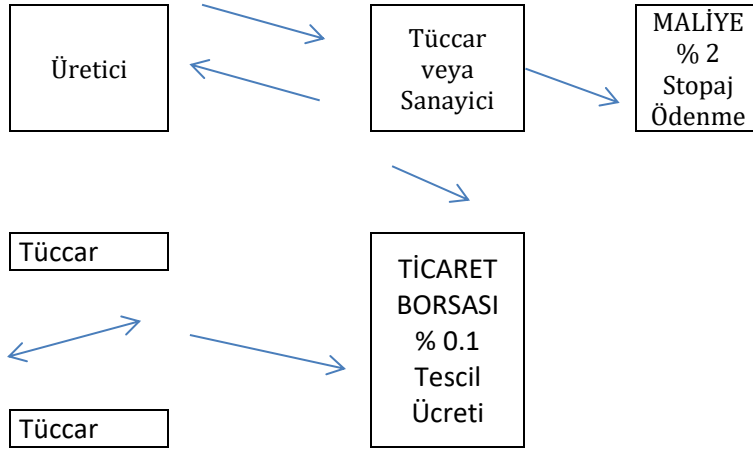 Üretici
Tüccar
veya
Sanayici
MALİYE
% 2
Stopaj
Ödenme
Tüccar
TİCARET
BORSASI
% 0.1
Tescil
Ücreti
Tüccar